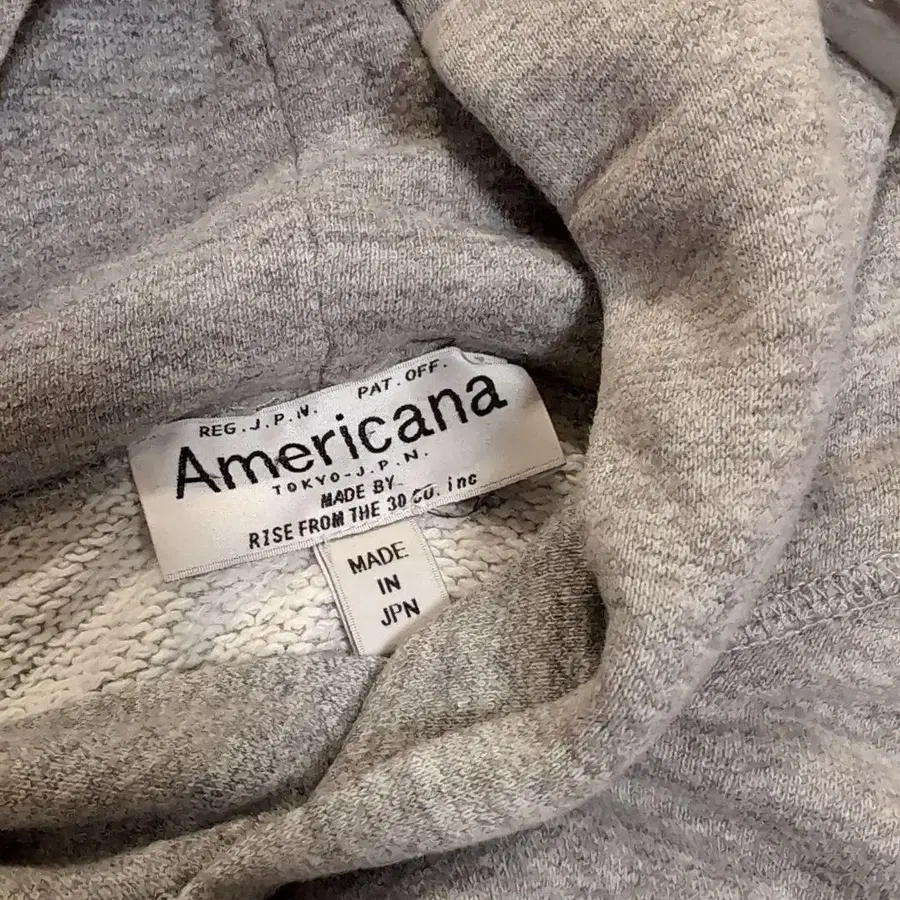 REG.J.P.N. PAT.OFF.
Americana
TOKYO-J.P.N.
MADE BY
RISE FROM THE 30 CO. inc
MADE
IN
JPN